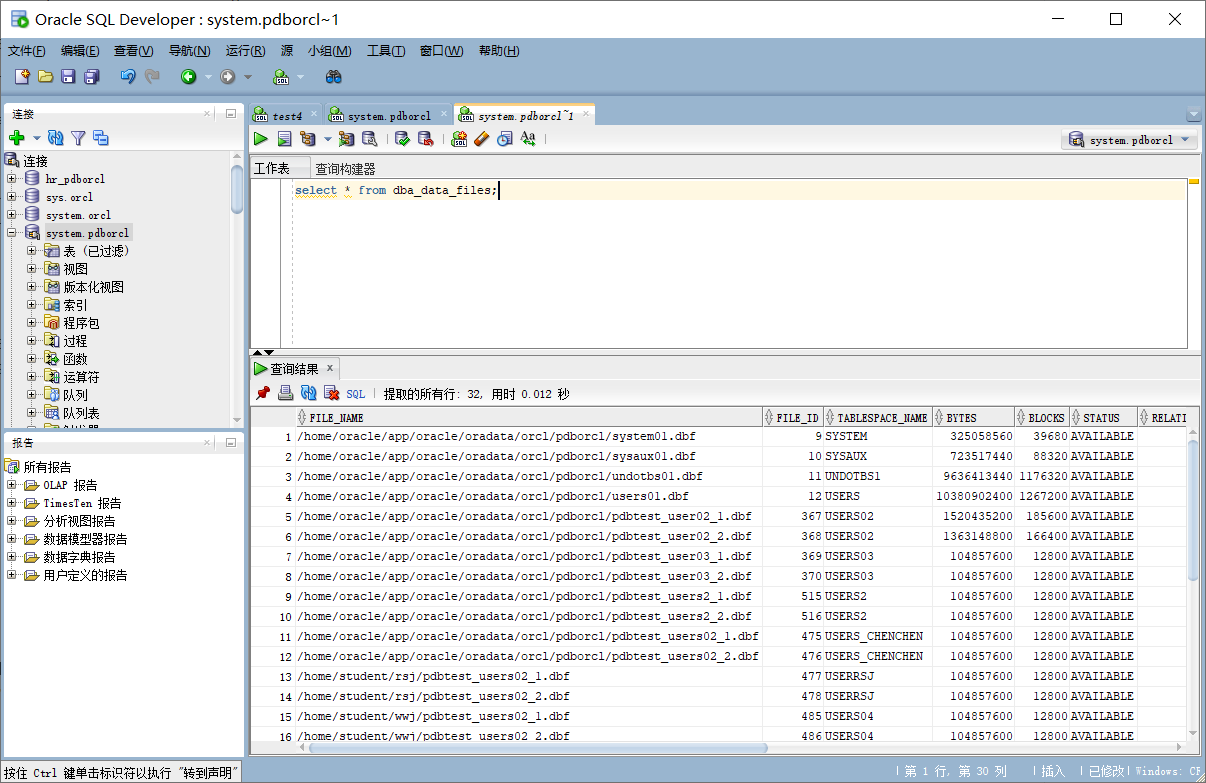 Oracle SQL Developer : system.pdborcl~1
文件(F) 编辑(E) 查看(V) 导航(N) 运行(R) 源 小组(M) 工具(T) 窗口(W) 帮助(H)
连接
连接
hr_pdborcl
sys.orcl
system.orcl
system.pdborcl
表 (已过滤)
视图
版本化视图
索引
程序包
过程
函数
运算符
队列
队列表
报告
所有报告
OLAP 报告
TimesTen 报告
分析视图报告
数据模型器报告
数据字典报告
用户定义的报告
test4 system.pdborcl system.pdborcl~1
system.pdborcl
工作表 查询构建器
select * from dba_data_files;
查询结果
SQL 提取的所有行: 32, 用时 0.012 秒
FILE_NAME FILE_ID TABLESPACE_NAME BYTES BLOCKS STATUS RELATI
1 /home/oracle/app/oracle/oradata/orcl/pdborcl/system01.dbf 9 SYSTEM 325058560 39680 AVAILABLE
2 /home/oracle/app/oracle/oradata/orcl/pdborcl/sysaux01.dbf 10 SYSAUX 723517440 88320 AVAILABLE
3 /home/oracle/app/oracle/oradata/orcl/pdborcl/undotbs01.dbf 11 UNDOTBS1 9636413440 1176320 AVAILABLE
4 /home/oracle/app/oracle/oradata/orcl/pdborcl/users01.dbf 12 USERS 10380902400 1267200 AVAILABLE
5 /home/oracle/app/oracle/oradata/orcl/pdborcl/pdbtest_user02_1.dbf 367 USERS02 1520435200 185600 AVAILABLE
6 /home/oracle/app/oracle/oradata/orcl/pdborcl/pdbtest_user02_2.dbf 368 USERS02 1363148800 166400 AVAILABLE
7 /home/oracle/app/oracle/oradata/orcl/pdborcl/pdbtest_user03_1.dbf 369 USERS03 104857600 12800 AVAILABLE
8 /home/oracle/app/oracle/oradata/orcl/pdborcl/pdbtest_user03_2.dbf 370 USERS03 104857600 12800 AVAILABLE
9 /home/oracle/app/oracle/oradata/orcl/pdborcl/pdbtest_users2_1.dbf 515 USERS2 104857600 12800 AVAILABLE
10 /home/oracle/app/oracle/oradata/orcl/pdborcl/pdbtest_users2_2.dbf 516 USERS2 104857600 12800 AVAILABLE
11 /home/oracle/app/oracle/oradata/orcl/pdborcl/pdbtest_users02_1.dbf 475 USERS_CHENCHEN 104857600 12800 AVAILABLE
12 /home/oracle/app/oracle/oradata/orcl/pdborcl/pdbtest_users02_2.dbf 476 USERS_CHENCHEN 104857600 12800 AVAILABLE
13 /home/student/rsj/pdbtest_users02_1.dbf 477 USERRSJ 104857600 12800 AVAILABLE
14 /home/student/rsj/pdbtest_users02_2.dbf 478 USERRSJ 104857600 12800 AVAILABLE
15 /home/student/wwj/pdbtest_users02_1.dbf 485 USERS04 104857600 12800 AVAILABLE
16 /home/student/wwj/pdbtest_users02_2.dbf 486 USERS04 104857600 12800 AVAILABLE
按住 Ctrl 键单击标识符以执行 "转到声明" 第 1 行, 第 30 列 插入 已修改 Windows: CF